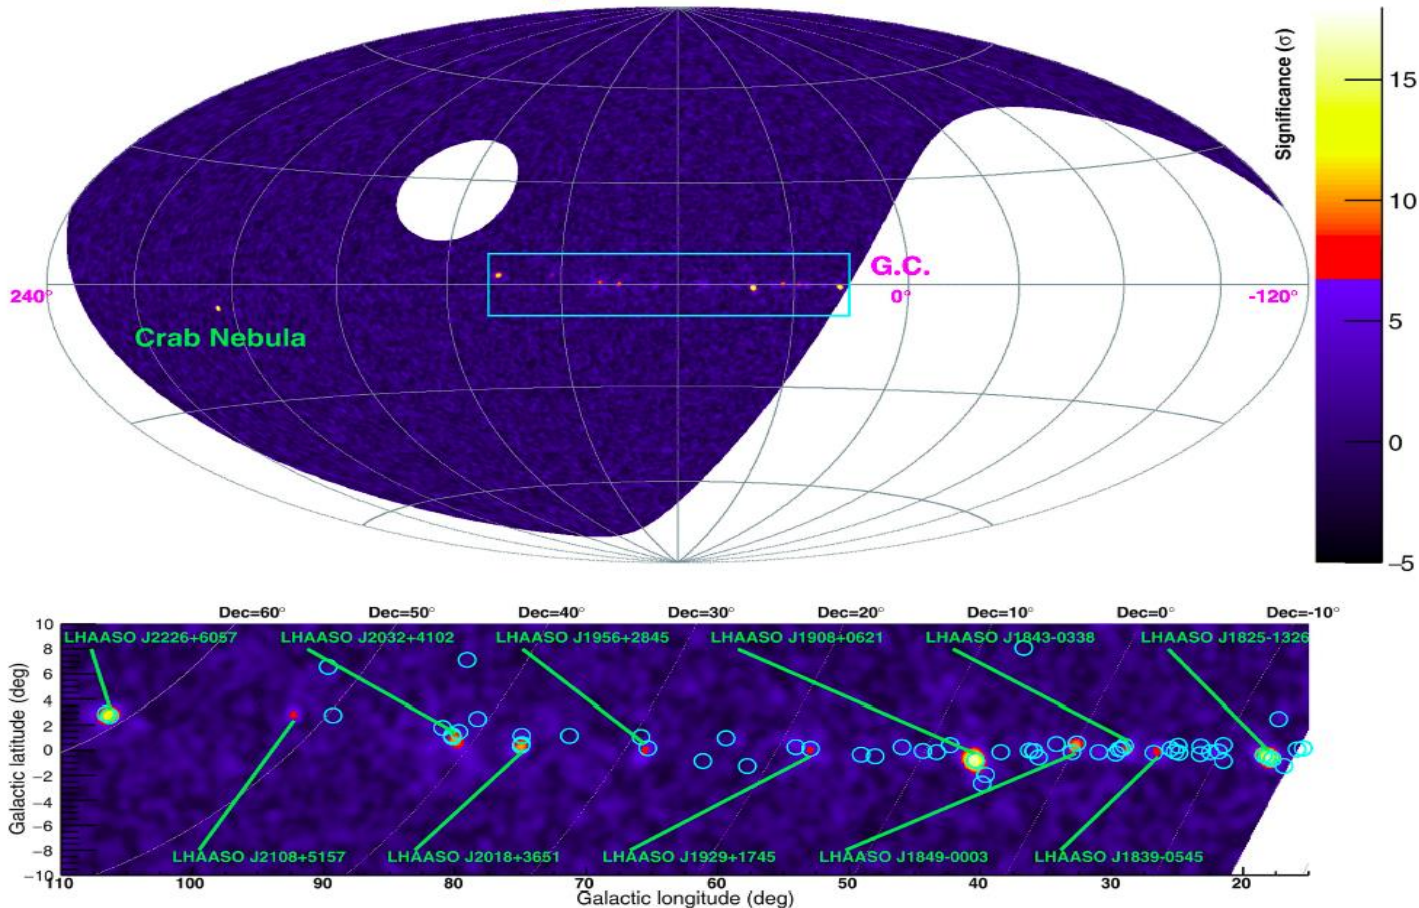 Significance (σ)
15
10
5
0
−5
G.C.
240°
0°
-120°
Crab Nebula
Dec=60° Dec=50° Dec=40° Dec=30° Dec=20° Dec=10° Dec=0° Dec=-10°
LHAASO J2226+6057 LHAASO J2032+4102 LHAASO J1956+2845 LHAASO J1908+0621 LHAASO J1843-0338 LHAASO J1825-1326
LHAASO J2108+5157 LHAASO J2018+3651 LHAASO J1929+1745 LHAASO J1849-0003 LHAASO J1839-0545
Galactic latitude (deg)
10
8
6
4
2
0
−2
−4
−6
−8
−10
110 100 90 80 70 60 50 40 30 20
Galactic longitude (deg)